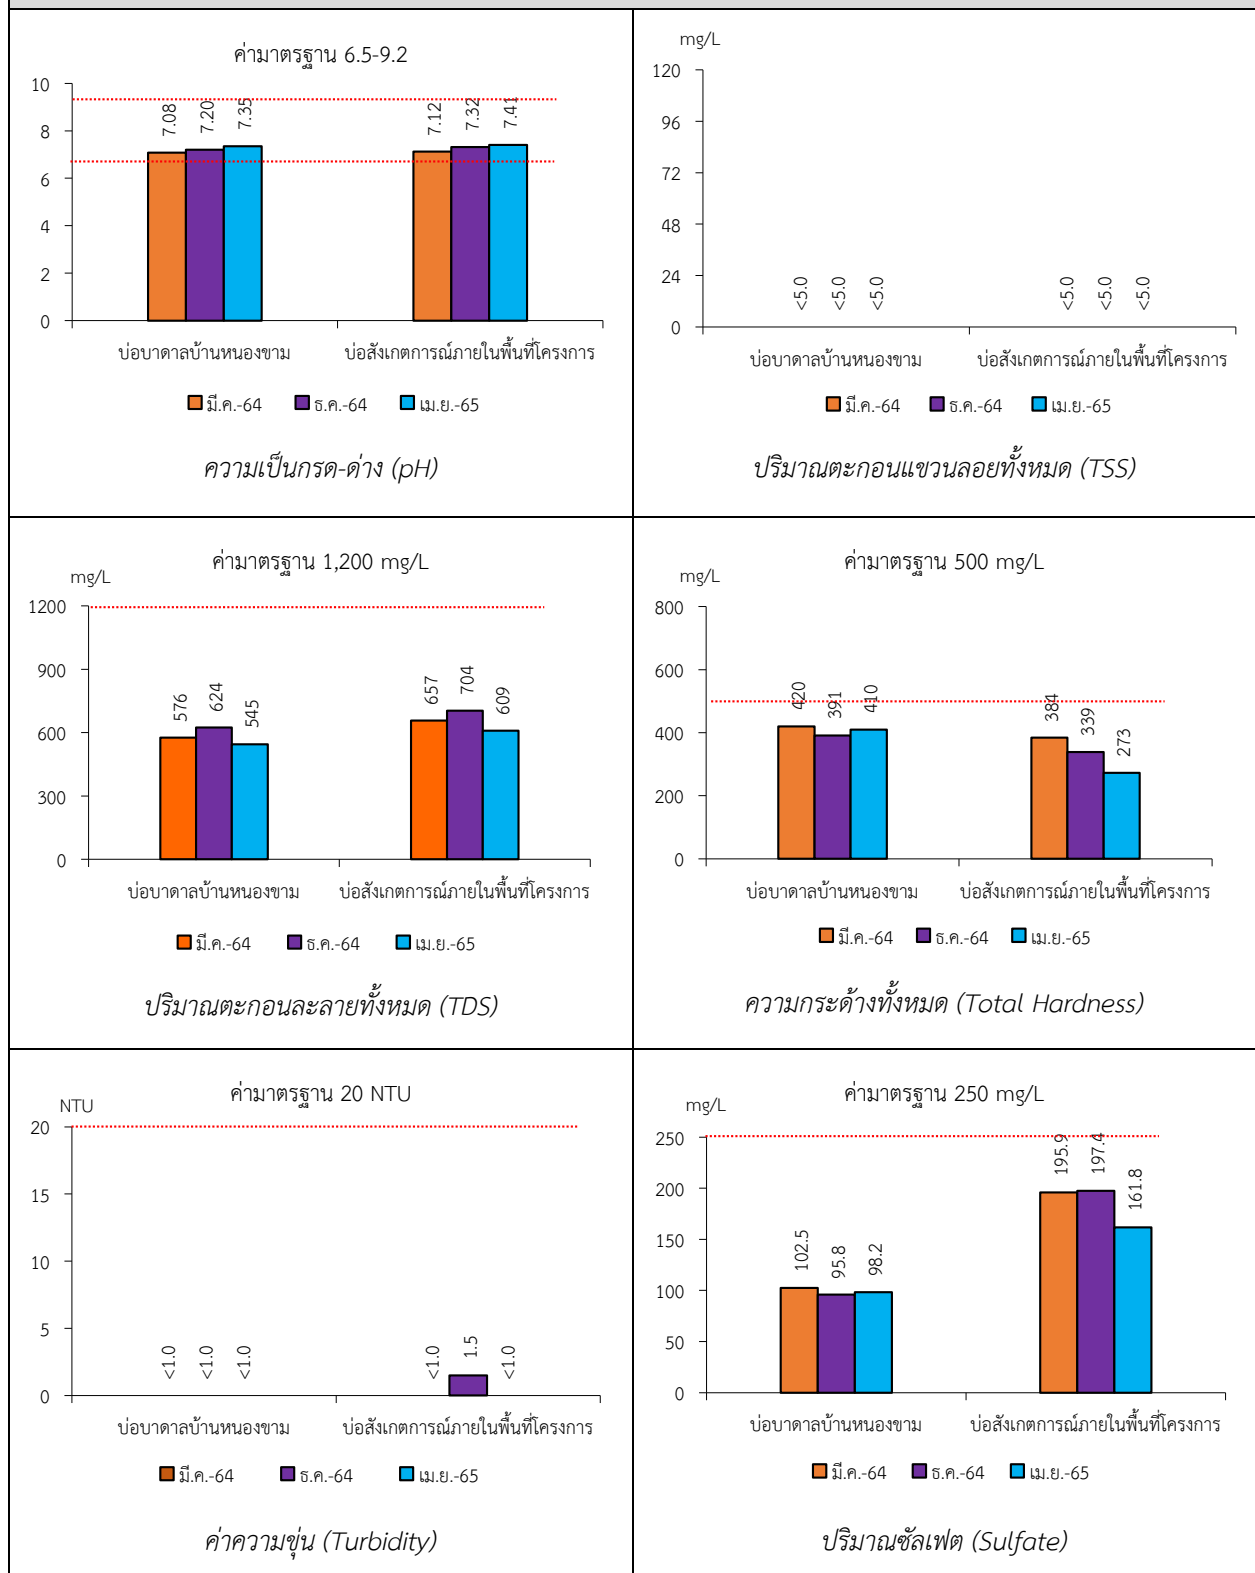 ค่ามาตรฐาน 6.5-9.2
10
8
6
4
2
0
7.08
7.20
7.35
7.12
7.32
7.41
บ่อบาดาลบ้านหนองขาม
บ่อสังเกตการณ์ภายในพื้นที่โครงการ
มี.ค.-64 ธ.ค.-64 เม.ย.-65
ความเป็นกรด-ด่าง (pH)
mg/L
120
96
72
48
24
0
<5.0
<5.0
<5.0
<5.0
<5.0
<5.0
บ่อบาดาลบ้านหนองขาม
บ่อสังเกตการณ์ภายในพื้นที่โครงการ
มี.ค.-64 ธ.ค.-64 เม.ย.-65
ปริมาณตะกอนแขวนลอยทั้งหมด (TSS)
ค่ามาตรฐาน 1,200 mg/L
mg/L
1200
900
600
300
0
576
624
545
657
704
609
บ่อบาดาลบ้านหนองขาม
บ่อสังเกตการณ์ภายในพื้นที่โครงการ
มี.ค.-64 ธ.ค.-64 เม.ย.-65
ปริมาณตะกอนละลายทั้งหมด (TDS)
ค่ามาตรฐาน 500 mg/L
mg/L
800
600
400
200
0
420
391
410
384
339
273
บ่อบาดาลบ้านหนองขาม
บ่อสังเกตการณ์ภายในพื้นที่โครงการ
มี.ค.-64 ธ.ค.-64 เม.ย.-65
ความกระด้างทั้งหมด (Total Hardness)
ค่ามาตรฐาน 20 NTU
NTU
20
15
10
5
0
<1.0
<1.0
<1.0
<1.0
1.5
<1.0
บ่อบาดาลบ้านหนองขาม
บ่อสังเกตการณ์ภายในพื้นที่โครงการ
มี.ค.-64 ธ.ค.-64 เม.ย.-65
ค่าความขุ่น (Turbidity)
ค่ามาตรฐาน 250 mg/L
mg/L
250
200
150
100
50
0
102.5
95.8
98.2
195.9
197.4
161.8
บ่อบาดาลบ้านหนองขาม
บ่อสังเกตการณ์ภายในพื้นที่โครงการ
มี.ค.-64 ธ.ค.-64 เม.ย.-65
ปริมาณซัลเฟต (Sulfate)